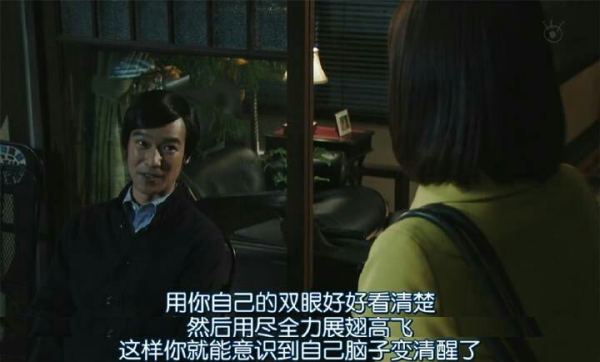 用你自己的双眼好好看清楚
然后用尽全力展翅高飞
这样你就能意识到自己脑子变清醒了